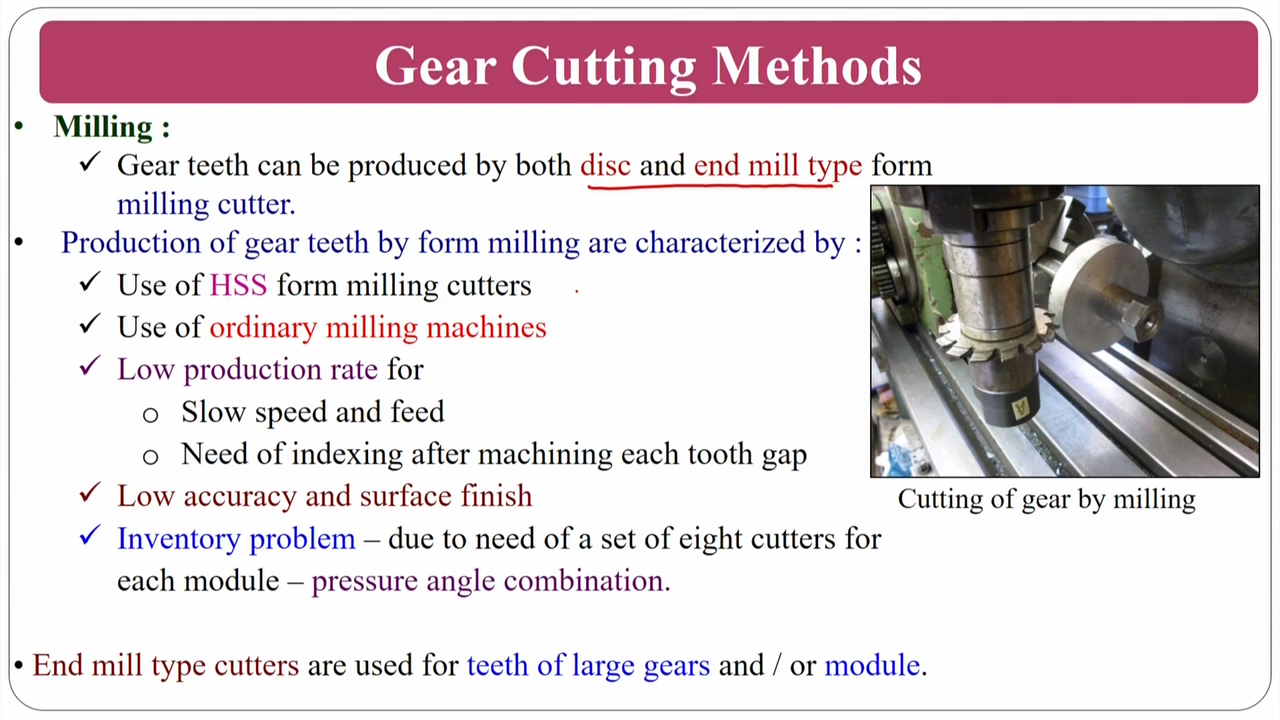 Gear Cutting Methods
• Milling :
✓ Gear teeth can be produced by both disc and end mill type form
milling cutter.
• Production of gear teeth by form milling are characterized by :
✓ Use of HSS form milling cutters
✓ Use of ordinary milling machines
✓ Low production rate for
o Slow speed and feed
o Need of indexing after machining each tooth gap
✓ Low accuracy and surface finish
Cutting of gear by milling
✓ Inventory problem – due to need of a set of eight cutters for
each module – pressure angle combination.
• End mill type cutters are used for teeth of large gears and / or module.